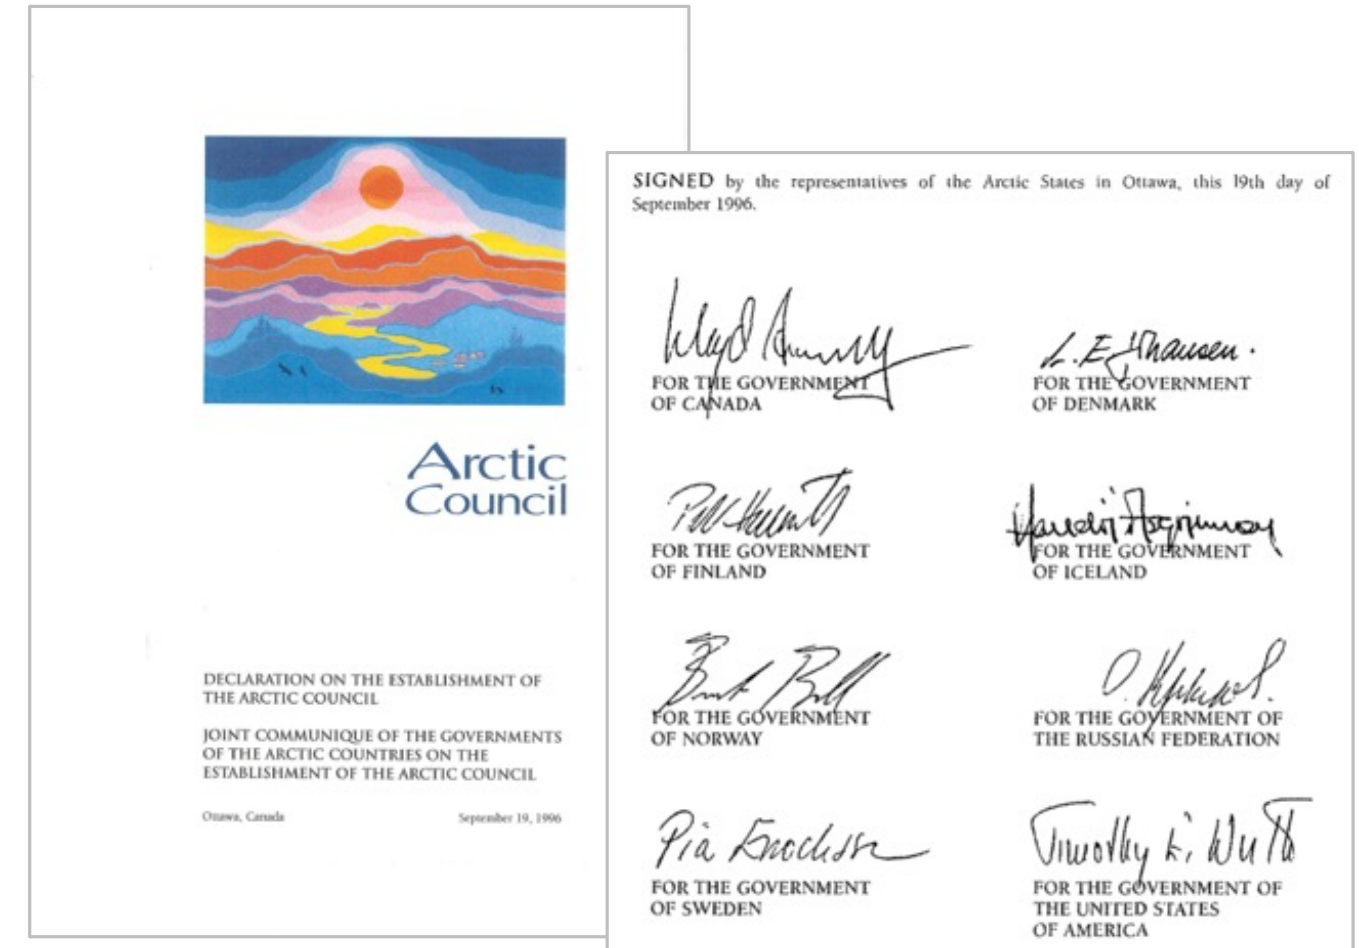 Arctic
Council
DECLARATION ON THE ESTABLISHMENT OF
THE ARCTIC COUNCIL
JOINT COMMUNIQUE OF THE GOVERNMENTS
OF THE ARCTIC COUNTRIES ON THE
ESTABLISHMENT OF THE ARCTIC COUNCIL
Ottawa, Canada September 19, 1996
SIGNED by the representatives of the Arctic States in Ottawa, this 19th day of
September 1996.
Lloyd
FOR THE GOVERNMENT
OF CANADA
FOR THE GOVERNMENT
OF DENMARK
FOR THE GOVERNMENT
OF FINLAND
FOR THE GOVERNMENT
OF ICELAND
FOR THE GOVERNMENT
OF NORWAY
FOR THE GOVERNMENT OF
THE RUSSIAN FEDERATION
Pia
FOR THE GOVERNMENT
OF SWEDEN
Timothy
FOR THE GOVERNMENT OF
THE UNITED STATES
OF AMERICA